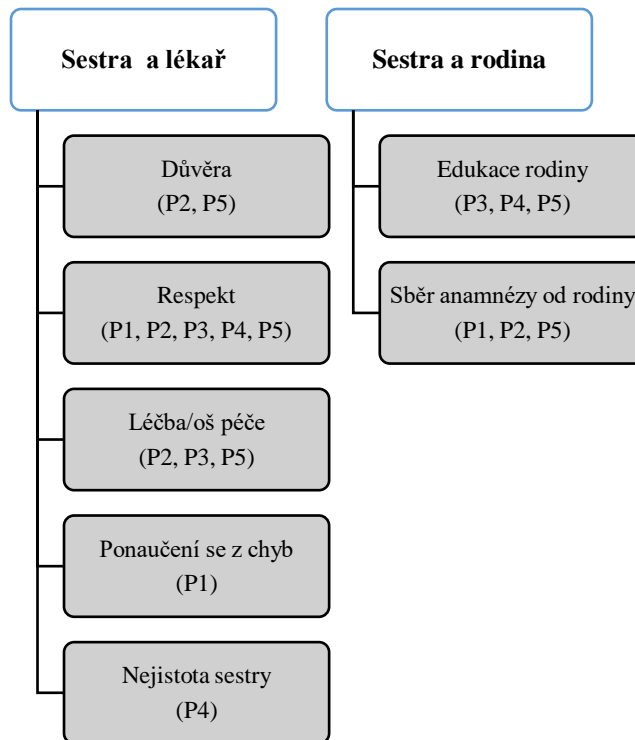 Sestra a lékař
Důvěra
(P2, P5)
Respekt
(P1, P2, P3, P4, P5)
Léčba/oš péče
(P2, P3, P5)
Ponaučení se z chyb
(P1)
Nejistota sestry
(P4)
Sestra a rodina
Edukace rodiny
(P3, P4, P5)
Sběr anamnézy od rodiny
(P1, P2, P5)